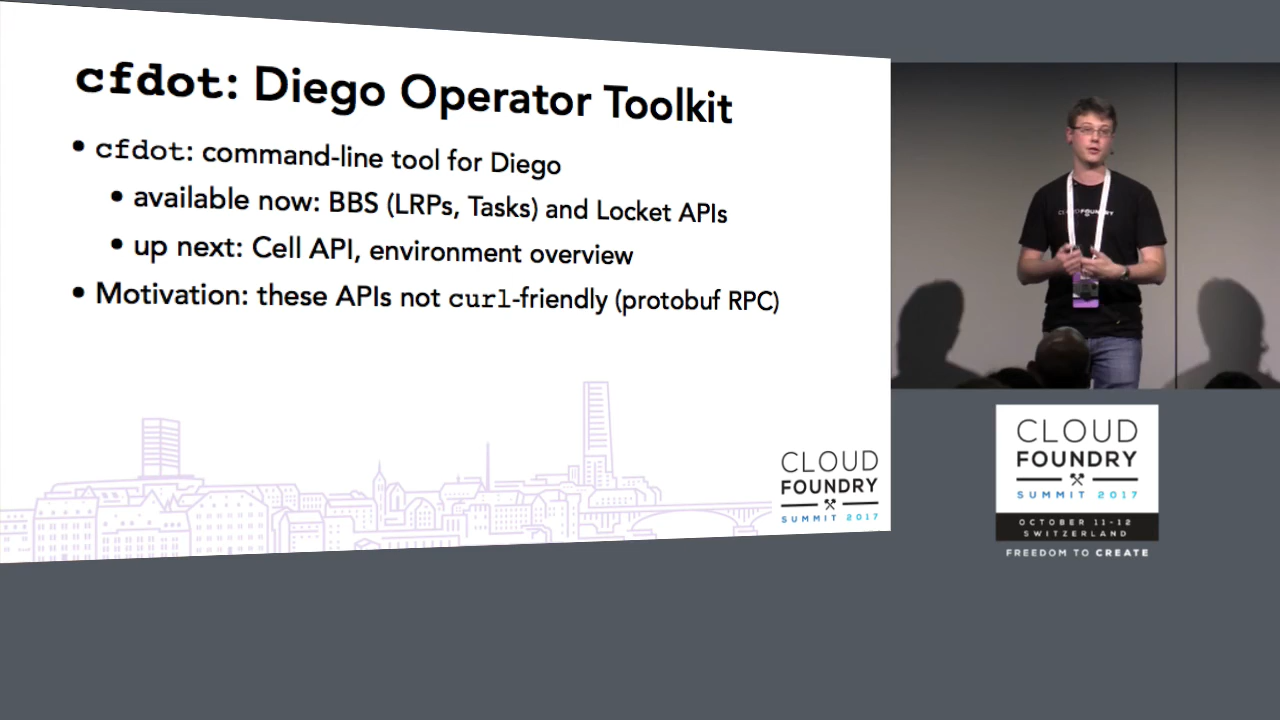 cfdot: Diego Operator Toolkit
• cfdot: command-line tool for Diego
• available now: BBS (LRPs, Tasks) and Locket APIs
• up next: Cell API, environment overview
• Motivation: these APIs not curl-friendly (protobuf RPC)
CLOUD
FOUNDRY
SUMMIT 2017
CLOUD FOUNDRY
CLOUD
FOUNDRY
SUMMIT 2017
OCTOBER 11-12
SWITZERLAND
FREEDOM TO CREATE